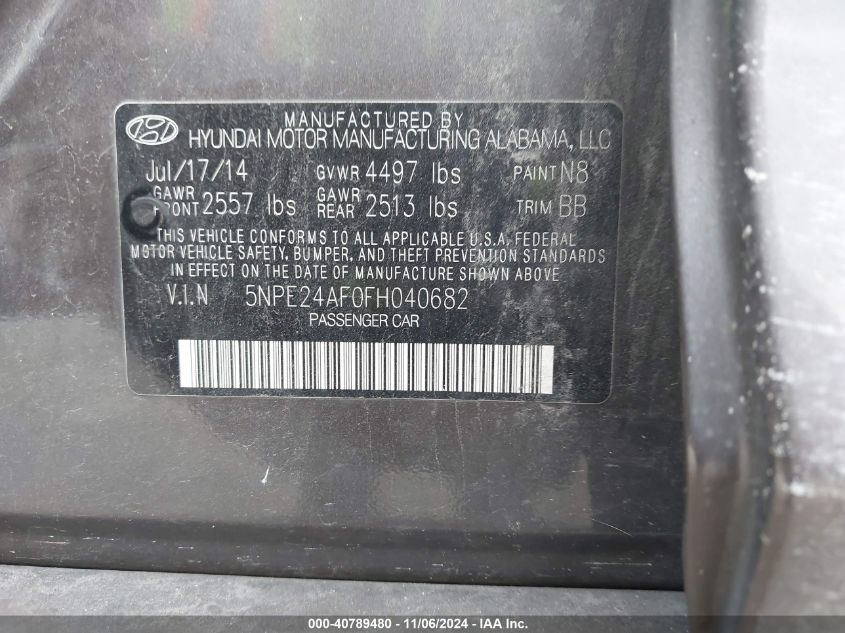 MANUFACTURED BY
HYUNDAI MOTOR MANUFACTURING ALABAMA, LLC
Jul/17/14 GVWR 4497 lbs PAINT N8
GAWR FRONT 2557 lbs GAWR REAR 2513 lbs TRIM BB
THIS VEHICLE CONFORMS TO ALL APPLICABLE U.S.A. FEDERAL
MOTOR VEHICLE SAFETY, BUMPER, AND THEFT PREVENTION STANDARDS
IN EFFECT ON THE DATE OF MANUFACTURE SHOWN ABOVE
V.I.N 5NPE24AF0FH040682
PASSENGER CAR
000-40789480 - 11/06/2024 - IAA Inc.